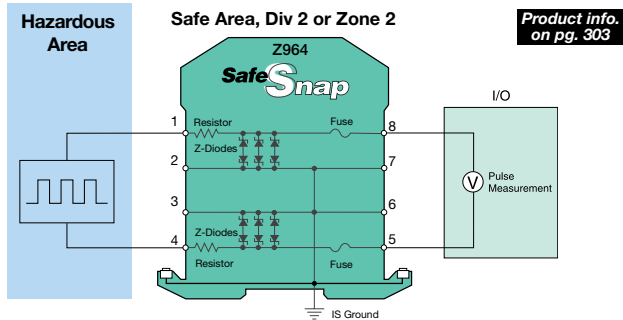 Hazardous
Area
Safe Area, Div 2 or Zone 2
Product info.
on pg. 303
Z964
SafeSnap
I/O
1
Resistor
Fuse
8
Z-Diodes
2
7
V
Pulse
Measurement
3
6
Z-Diodes
4
5
Resistor
Fuse
IS Ground